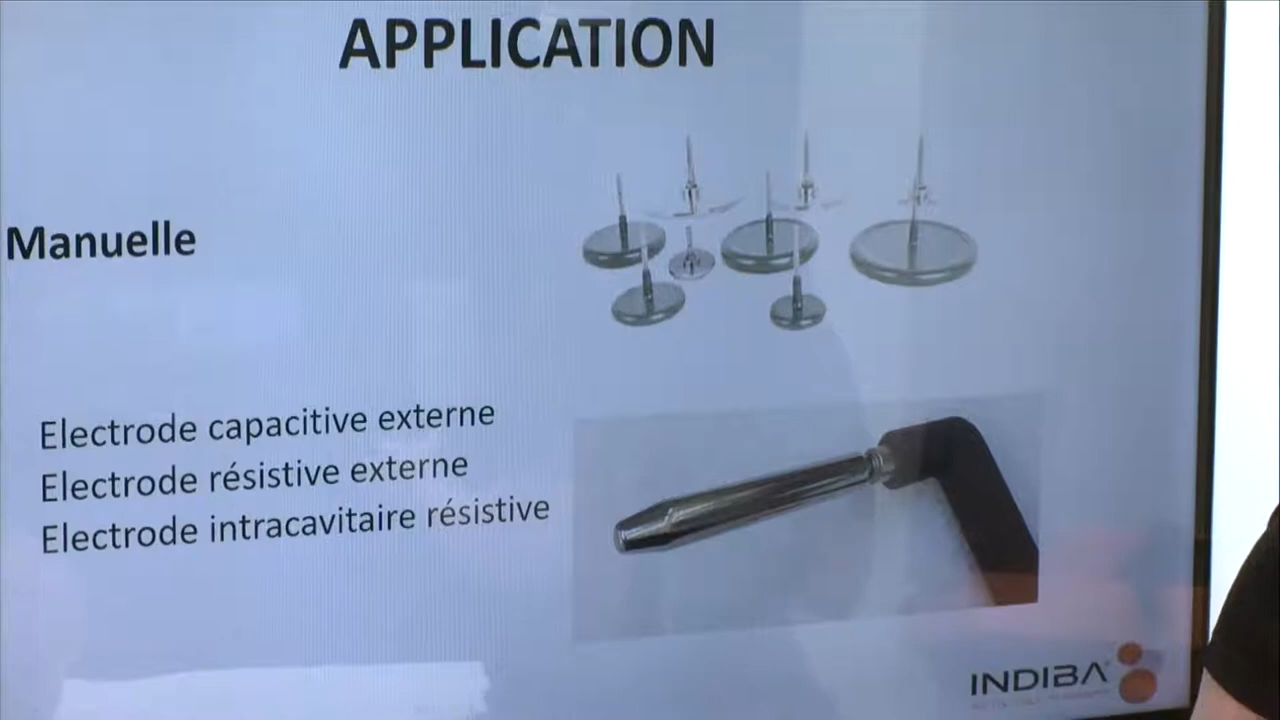 APPLICATION
Manuelle
Electrode capacitive externe
Electrode résistive externe
Electrode intracavitaire résistive
INDIBA